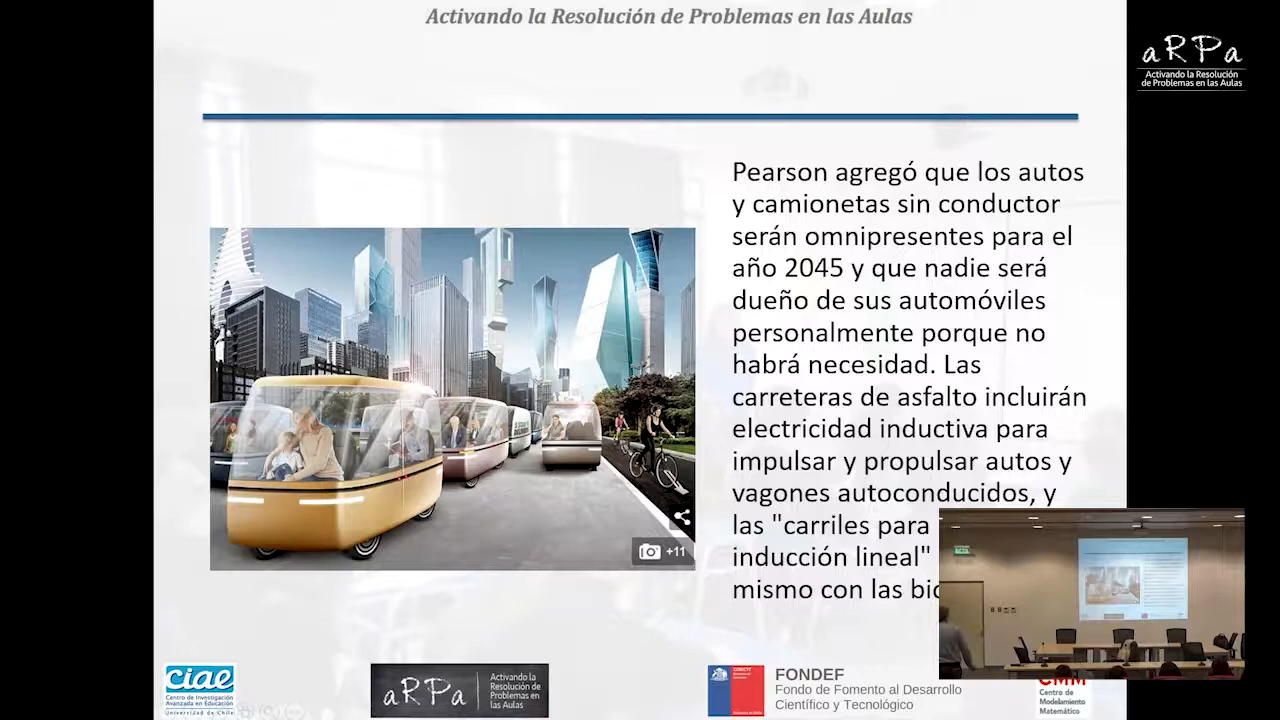 Activando la Resolución de Problemas en las Aulas
aRPa
Activando la Resolución
de Problemas en las Aulas
Pearson agregó que los autos
y camionetas sin conductor
serán omnipresentes para el
año 2045 y que nadie será
dueño de sus automóviles
personalmente porque no
habrá necesidad. Las
carreteras de asfalto incluirán
electricidad inductiva para
impulsar y propulsar autos y
vagones autoconducidos, y
las "carriles para
inducción lineal"
mismo con las
+11
ciae
Centro de Investigación
Avanzada en Educación
Universidad de Chile
aRPa
Activando la
Resolución de
Problemas en
las Aulas
FONDEF
Fondo de Fomento al Desarrollo
Científico y Tecnológico
CMM
Centro de
Modelamiento
Matemático